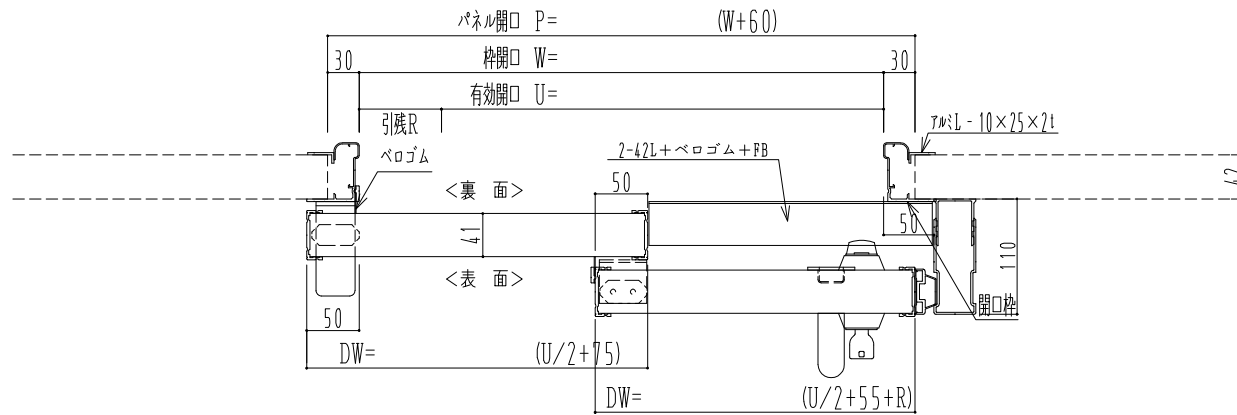 パネル開口 P= (W+60)
30 枠開口 W= 30
有効開口 U=
引残R
ベロゴム
アルミL - 10×25×2t
2-42L+ベロゴム+FB
<裏 面>
50
42
50
41
110
<表 面>
開口枠
50
DW= (U/2+75)
DW= (U/2+55+R)